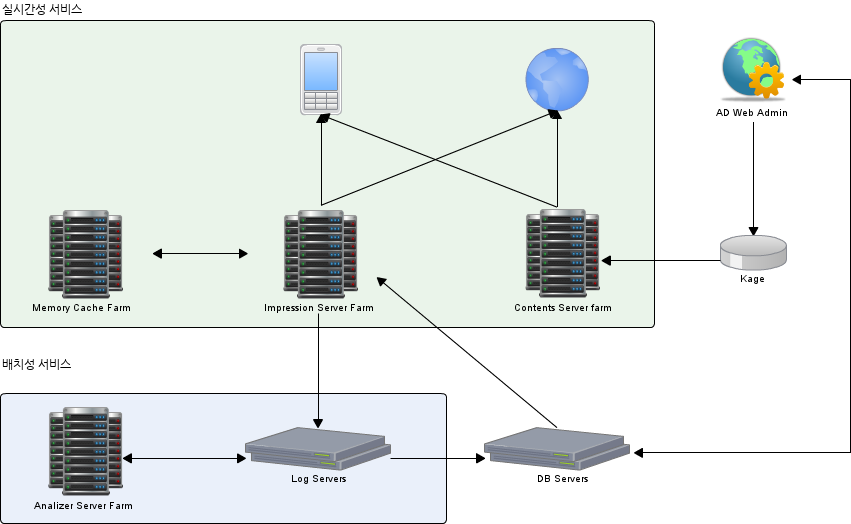 실시간성 서비스
AD Web Admin
Kage
Memory Cache Farm
Impression Server Farm
Contents Server farm
배치성 서비스
Log Servers
DB Servers
Analizer Server Farm